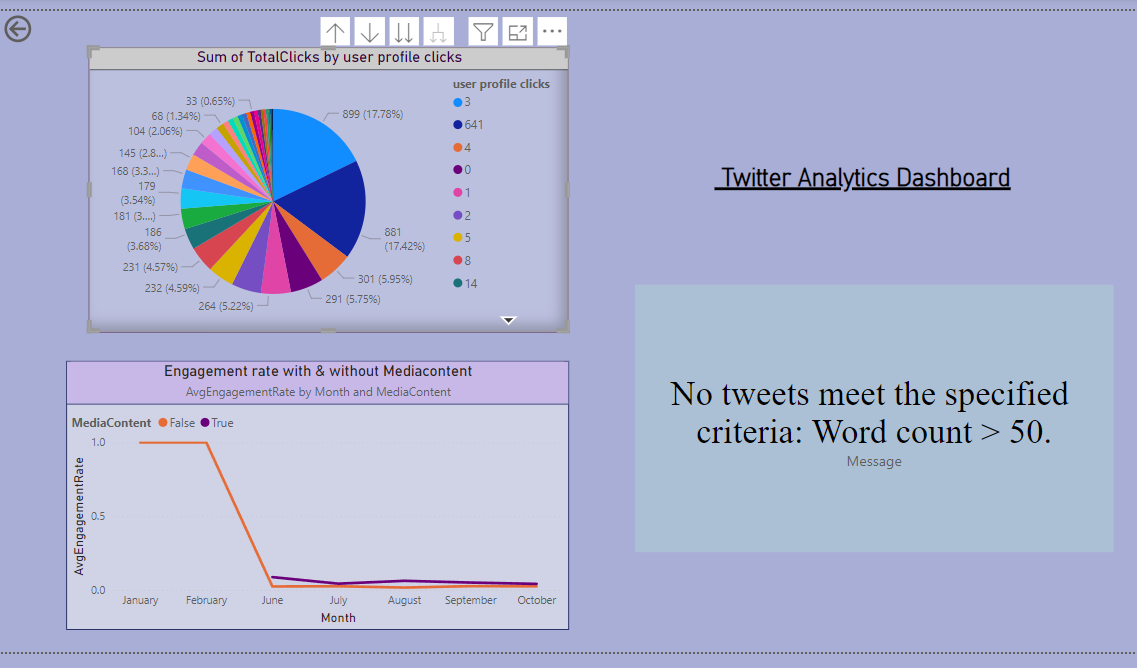 Sum of TotalClicks by user profile clicks
user profile clicks
3
641
4
0
1
2
5
8
14
899 (17.78%)
881
(17.42%)
301 (5.95%)
291 (5.75%)
264 (5.22%)
232 (4.59%)
231 (4.57%)
186
(3.68%)
181 (3....)
179
(3.54%)
168 (3.3...)
145 (2.8...)
104 (2.06%)
68 (1.34%)
33 (0.65%)
Twitter Analytics Dashboard
Engagement rate with & without Mediacontent
AvgEngagementRate by Month and MediaContent
MediaContent False True
AvgEngagementRate
1.0
0.5
0.0
January February June July August September October
Month
No tweets meet the specified
criteria: Word count > 50.
Message